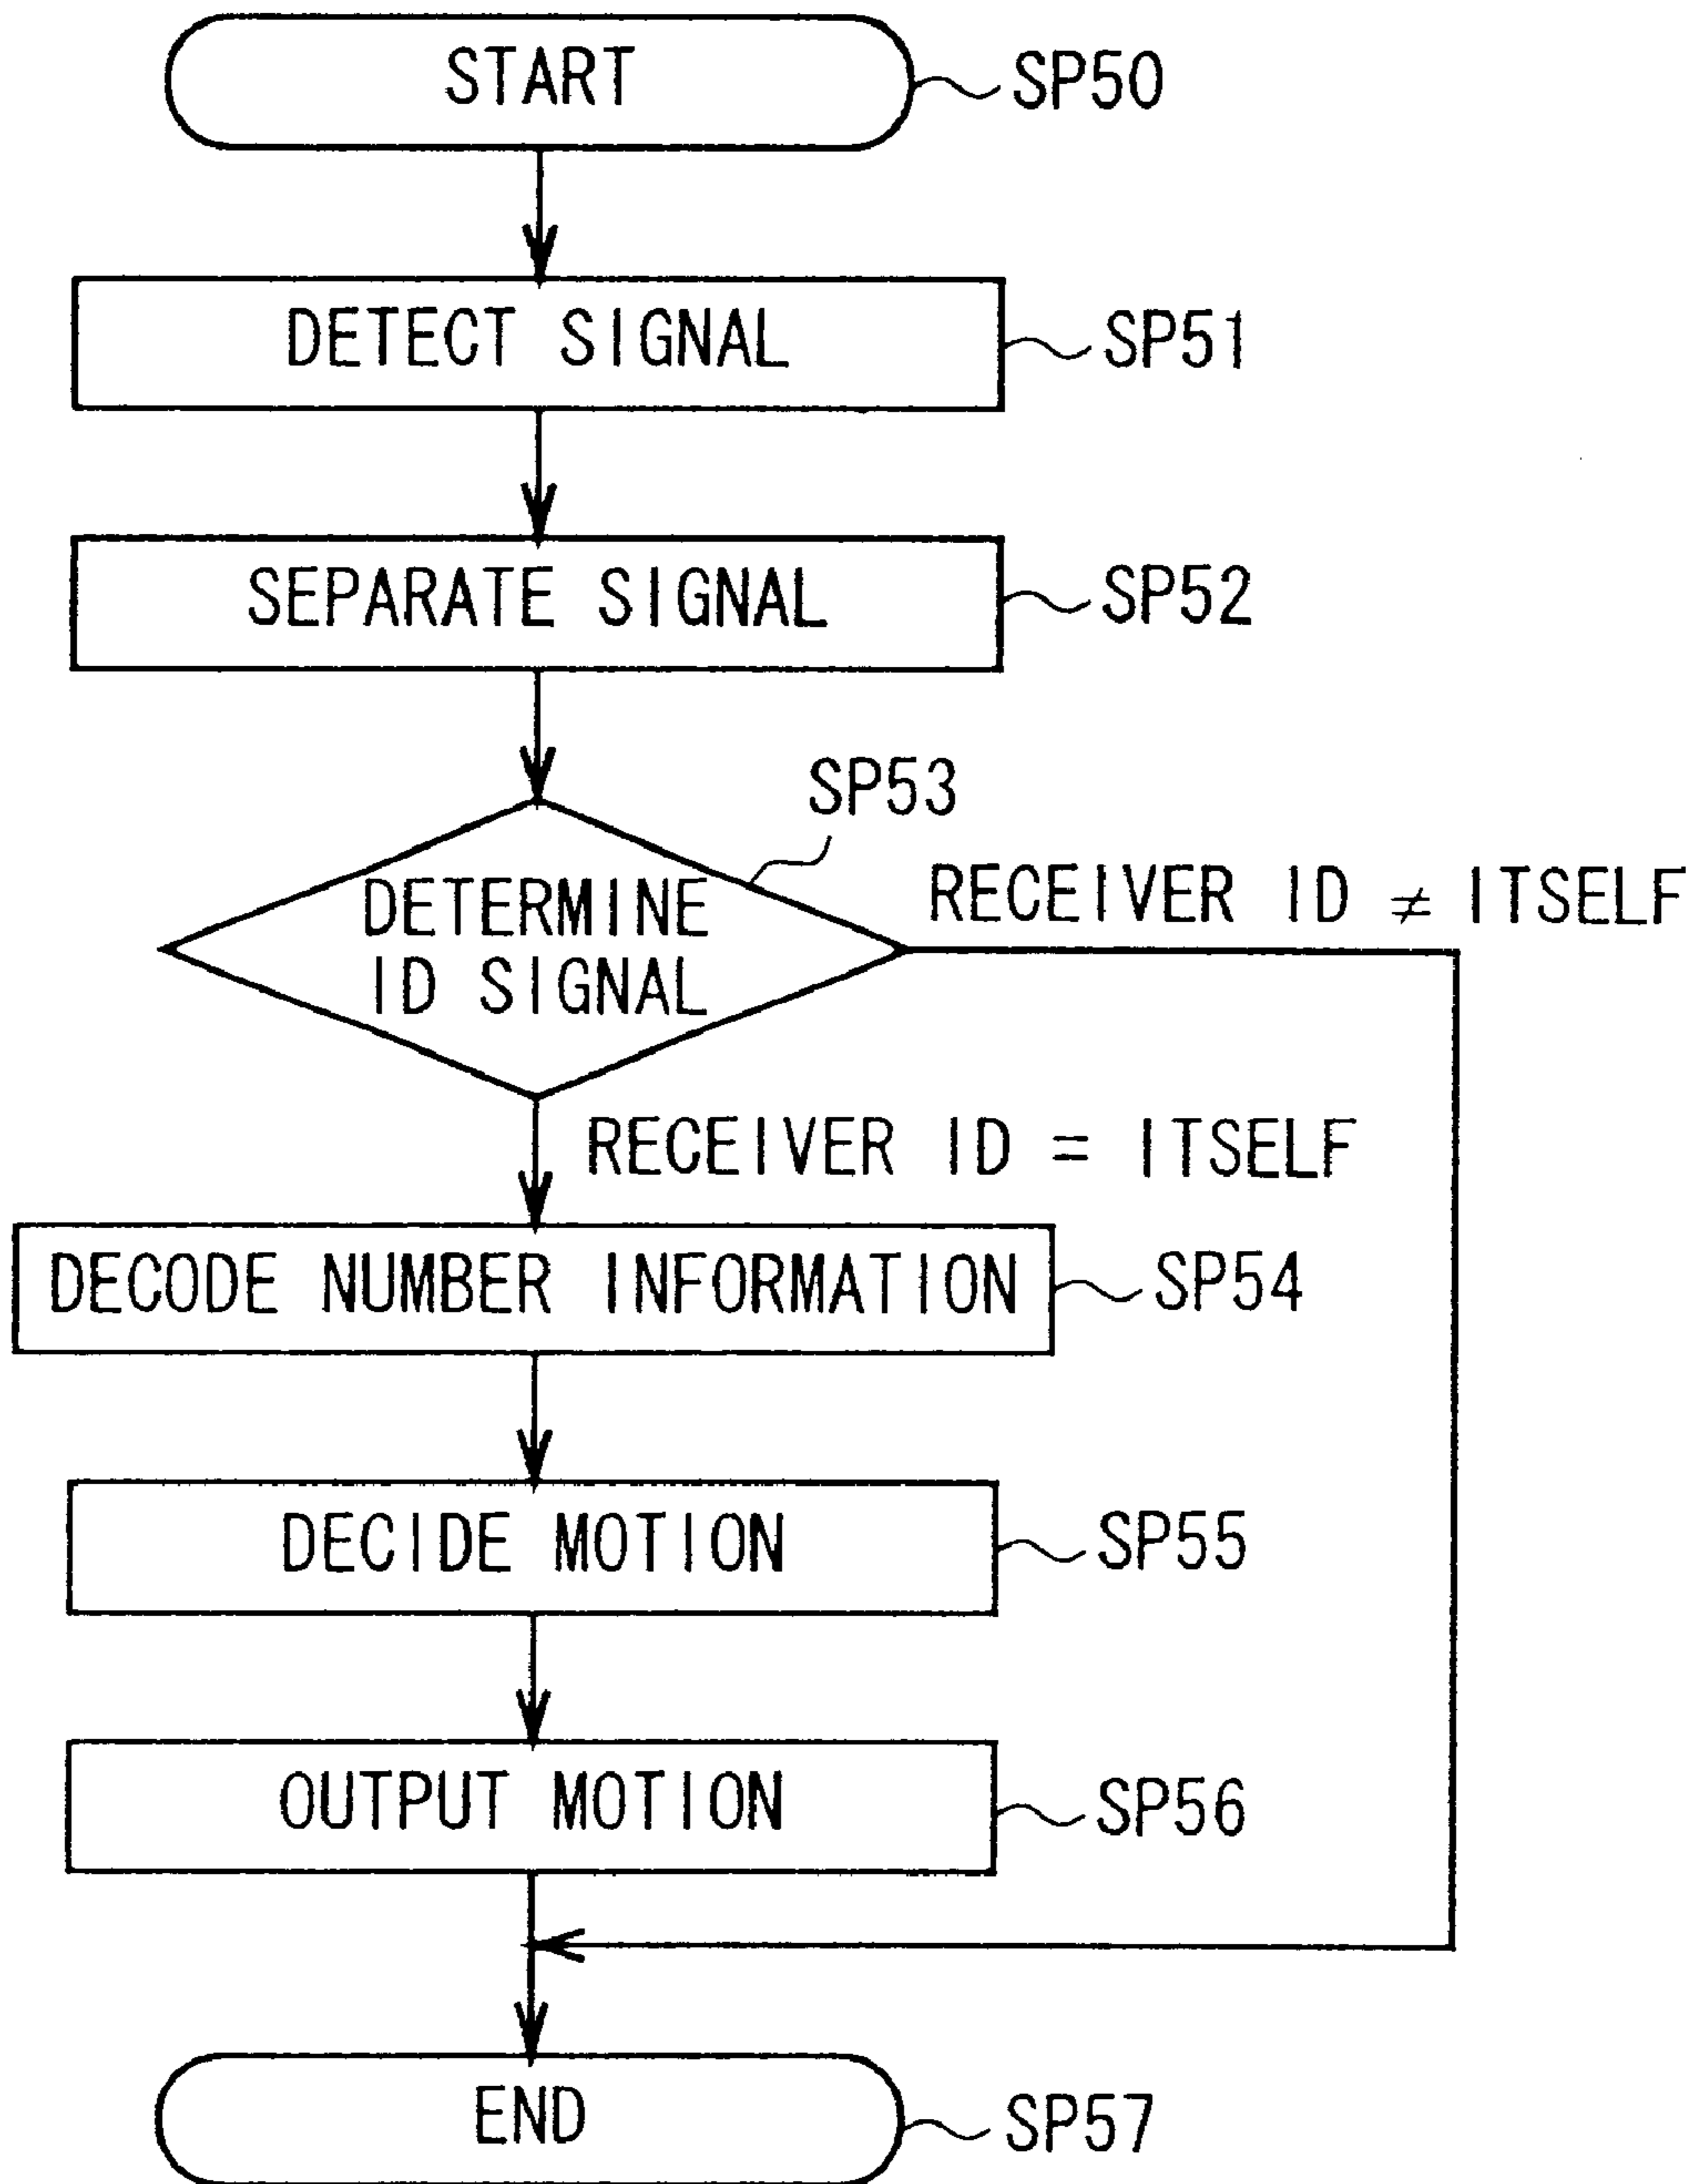 START
SP50
DETECT SIGNAL
SP51
SEPARATE SIGNAL
SP52
SP53
DETERMINE
ID SIGNAL
RECEIVER ID ≠ ITSELF
RECEIVER ID = ITSELF
DECODE NUMBER INFORMATION
SP54
DECIDE MOTION
SP55
OUTPUT MOTION
SP56
END
SP57